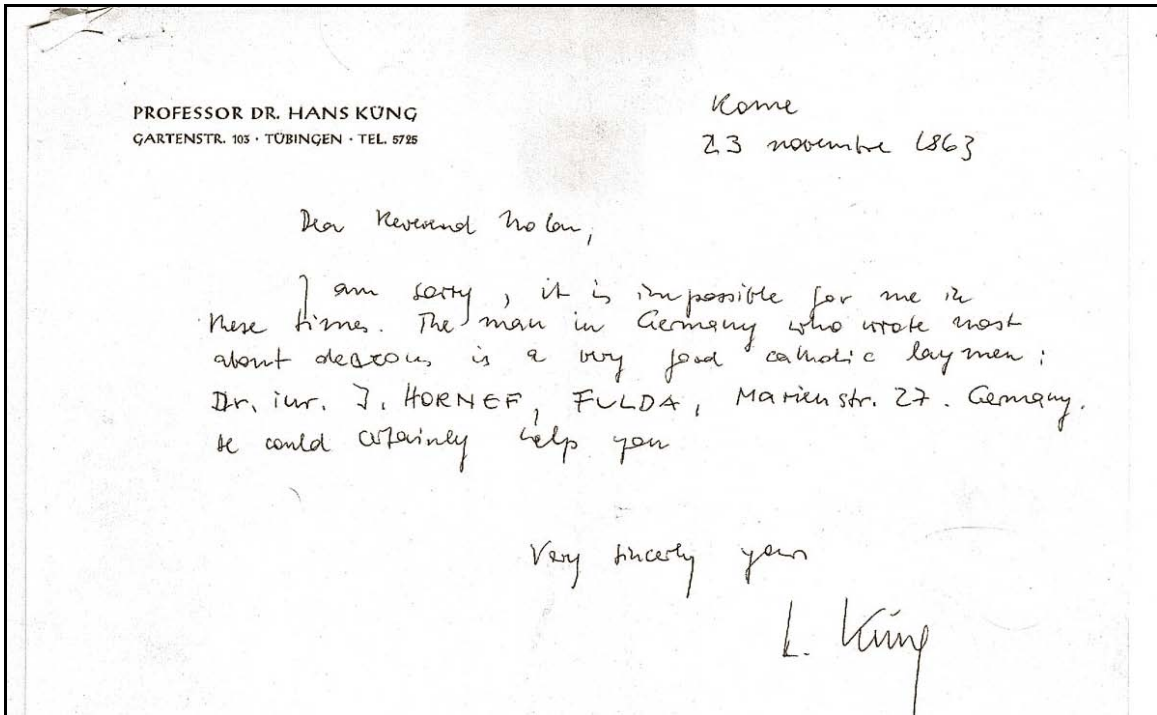 PROFESSOR DR. HANS KÜNG
GARTENSTR. 103 · TÜBINGEN · TEL. 5725
Rome
23 novembre 1963
Dear Reverend Nolan,
I am sorry, it is impossible for me in
these times. The man in Germany who wrote most
about deacons, is a very good catholic laymen:
Dr. iur. J. HORNEF, FULDA, Marienstr. 27. Germany.
He could certainly help you
Very sincerly yours
H. Küng